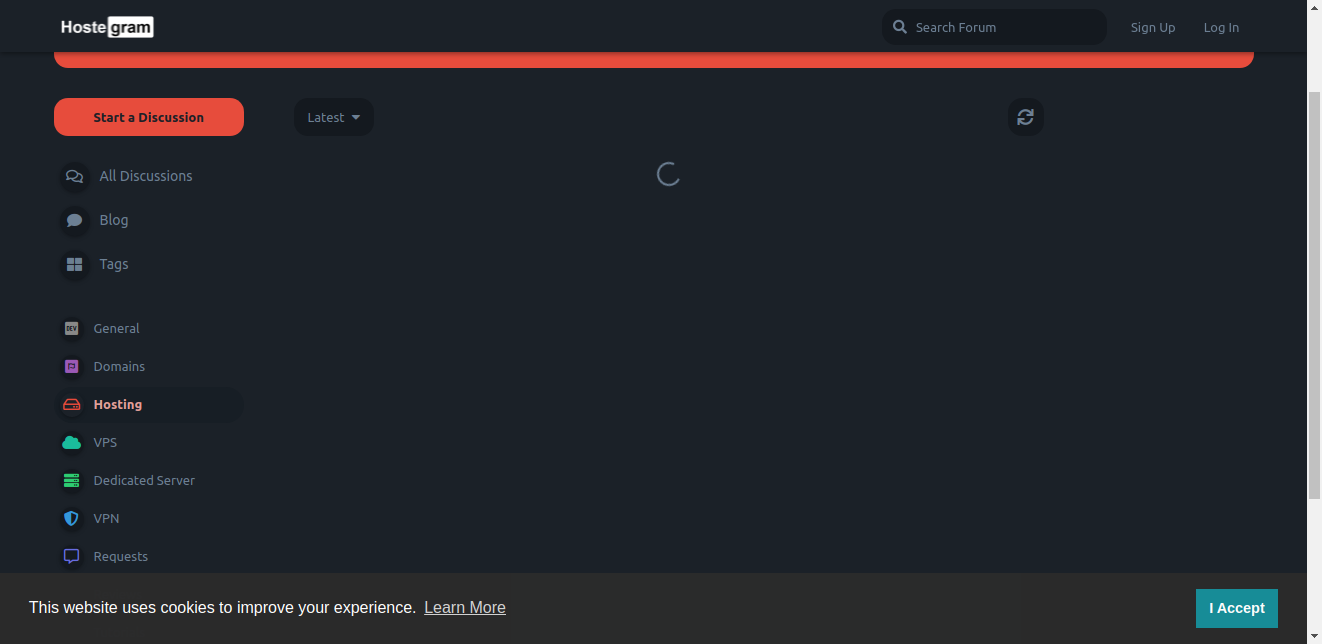 Hostegram
Search Forum
Sign Up
Log In
Start a Discussion
Latest
All Discussions
Blog
Tags
DEV
General
Domains
Hosting
VPS
Dedicated Server
VPN
Requests
This website uses cookies to improve your experience. Learn More
I Accept